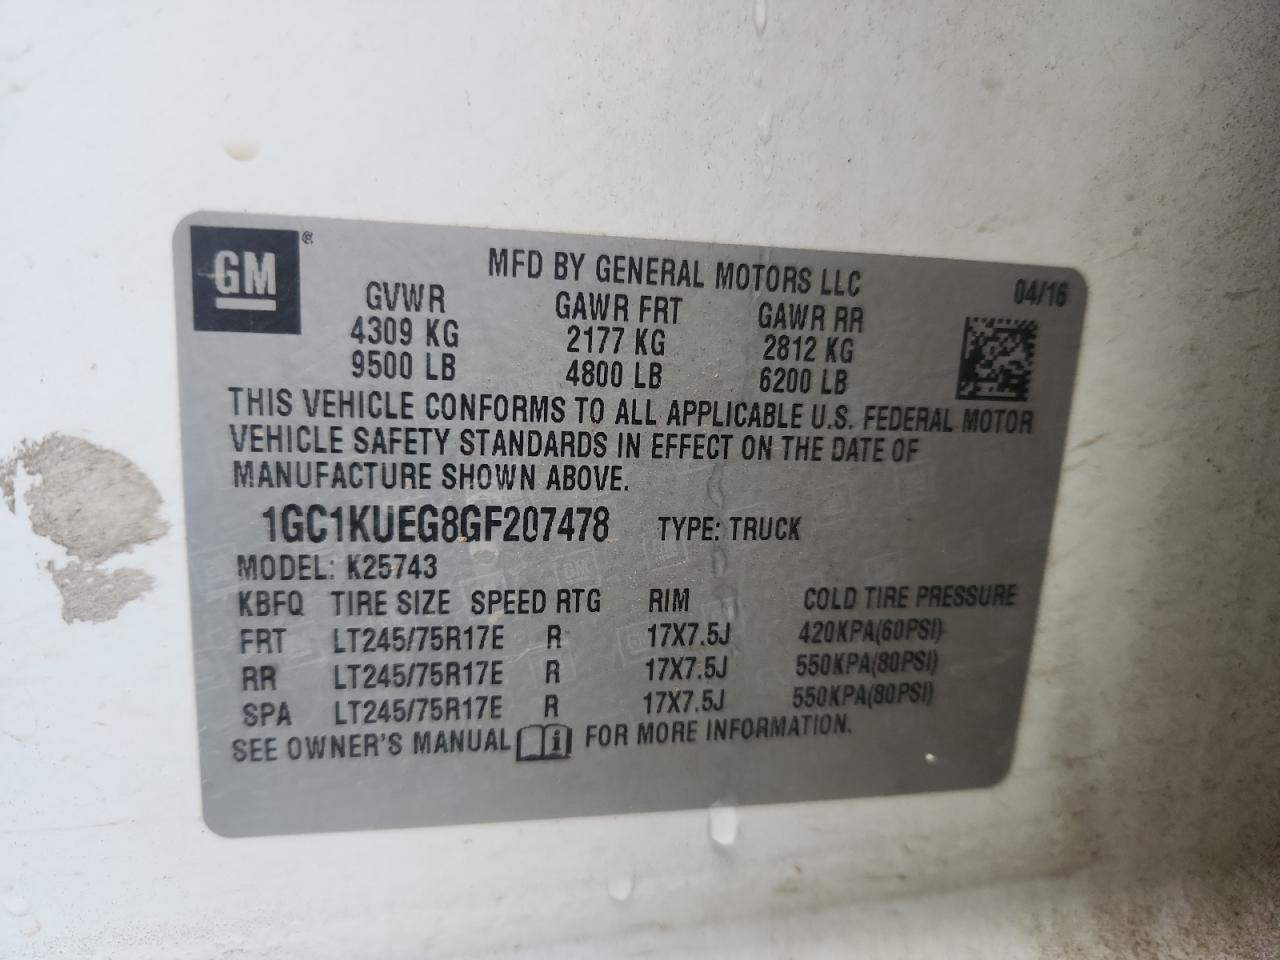 GM ®
MFD BY GENERAL MOTORS LLC 04/16
GVWR GAWR FRT GAWR RR
4309 KG 2177 KG 2812 KG
9500 LB 4800 LB 6200 LB
THIS VEHICLE CONFORMS TO ALL APPLICABLE U.S. FEDERAL MOTOR
VEHICLE SAFETY STANDARDS IN EFFECT ON THE DATE OF
MANUFACTURE SHOWN ABOVE.
1GC1KUEG8GF207478 TYPE: TRUCK
MODEL: K25743
KBFQ TIRE SIZE SPEED RTG RIM COLD TIRE PRESSURE
FRT LT245/75R17E R 17X7.5J 420KPA(60PSI)
RR LT245/75R17E R 17X7.5J 550KPA(80PSI)
SPA LT245/75R17E R 17X7.5J 550KPA(80PSI)
SEE OWNER'S MANUAL i FOR MORE INFORMATION.